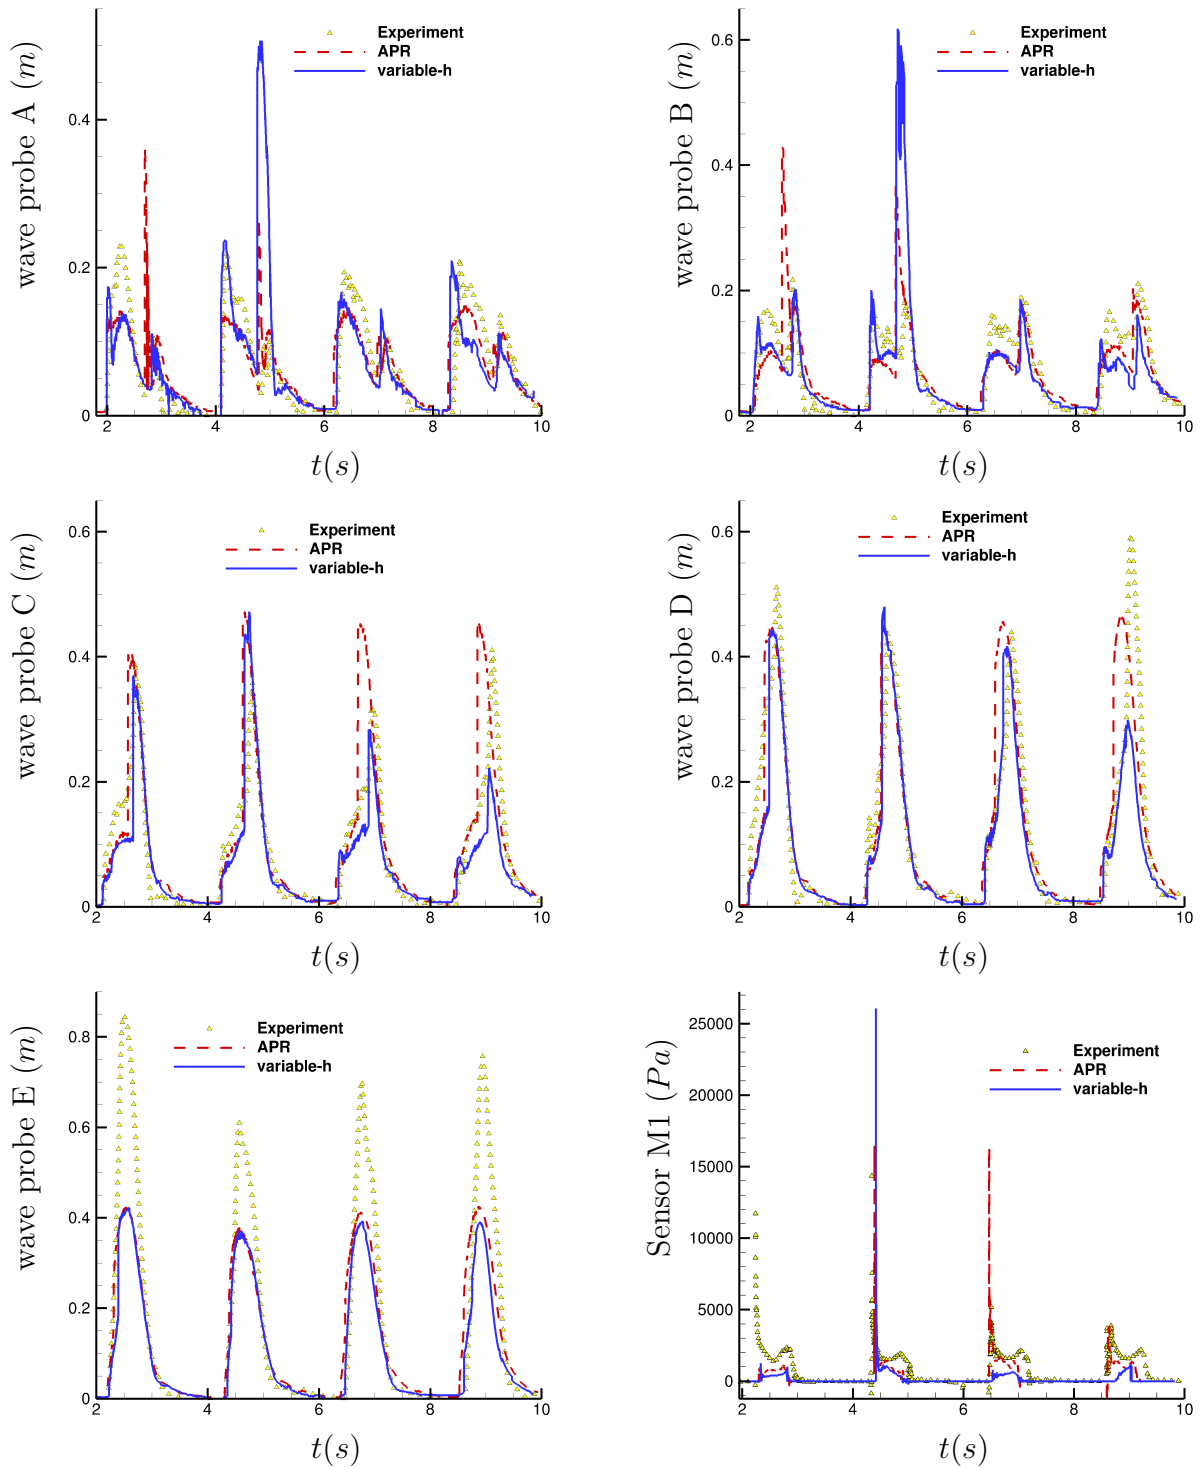 Experiment
APR
variable-h
wave probe A (m)
0.4
0.2
0
2 4 6 8 10
t(s)
Experiment
APR
variable-h
wave probe B (m)
0.6
0.4
0.2
0
2 4 6 8 10
t(s)
Experiment
APR
variable-h
wave probe C (m)
0.6
0.4
0.2
0
2 4 6 8 10
t(s)
Experiment
APR
variable-h
wave probe D (m)
0.6
0.4
0.2
0
2 4 6 8 10
t(s)
Experiment
APR
variable-h
wave probe E (m)
0.8
0.6
0.4
0.2
0
2 4 6 8 10
t(s)
Experiment
APR
variable-h
Sensor M1 (Pa)
25000
20000
15000
10000
5000
0
2 4 6 8 10
t(s)